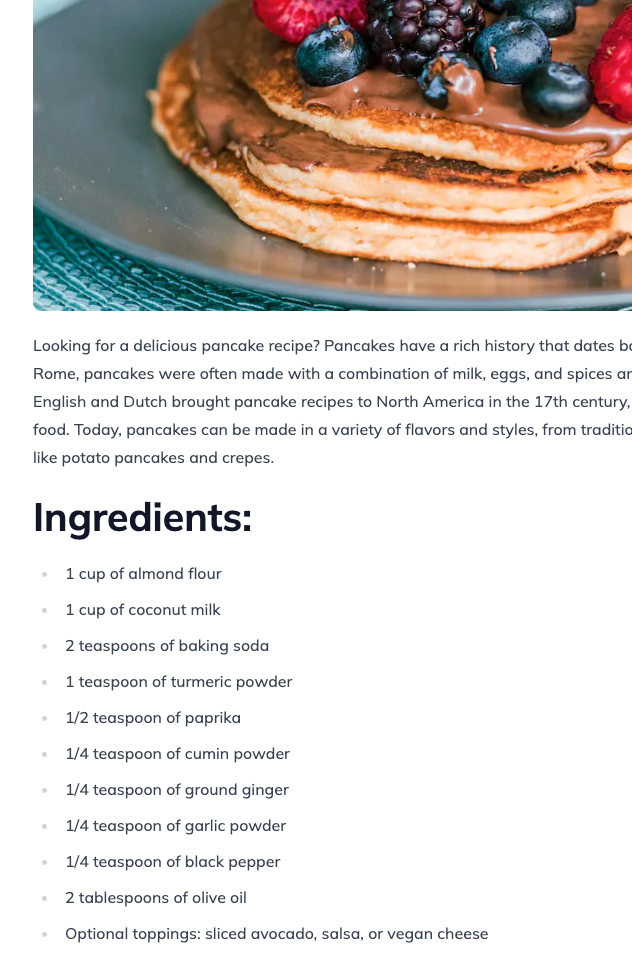 Looking for a delicious pancake recipe? Pancakes have a rich history that dates
Rome, pancakes were often made with a combination of milk, eggs, and spices
English and Dutch brought pancake recipes to North America in the 17th century,
food. Today, pancakes can be made in a variety of flavors and styles, from
like potato pancakes and crepes.
Ingredients:
1 cup of almond flour
1 cup of coconut milk
2 teaspoons of baking soda
1 teaspoon of turmeric powder
1/2 teaspoon of paprika
1/4 teaspoon of cumin powder
1/4 teaspoon of ground ginger
1/4 teaspoon of garlic powder
1/4 teaspoon of black pepper
2 tablespoons of olive oil
Optional toppings: sliced avocado, salsa, or vegan cheese